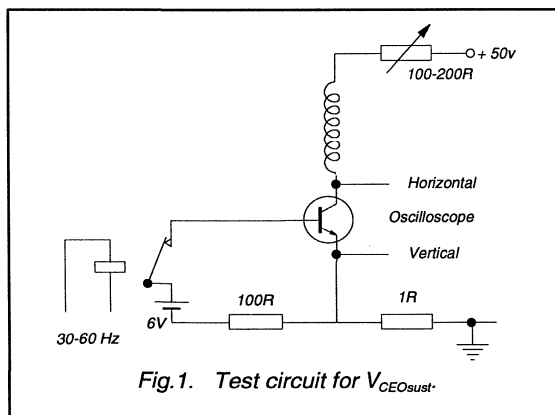 + 50v
100-200R
Horizontal
Oscilloscope
Vertical
100R
1R
6V
30-60 Hz
Fig.1. Test circuit for VCEOsust.